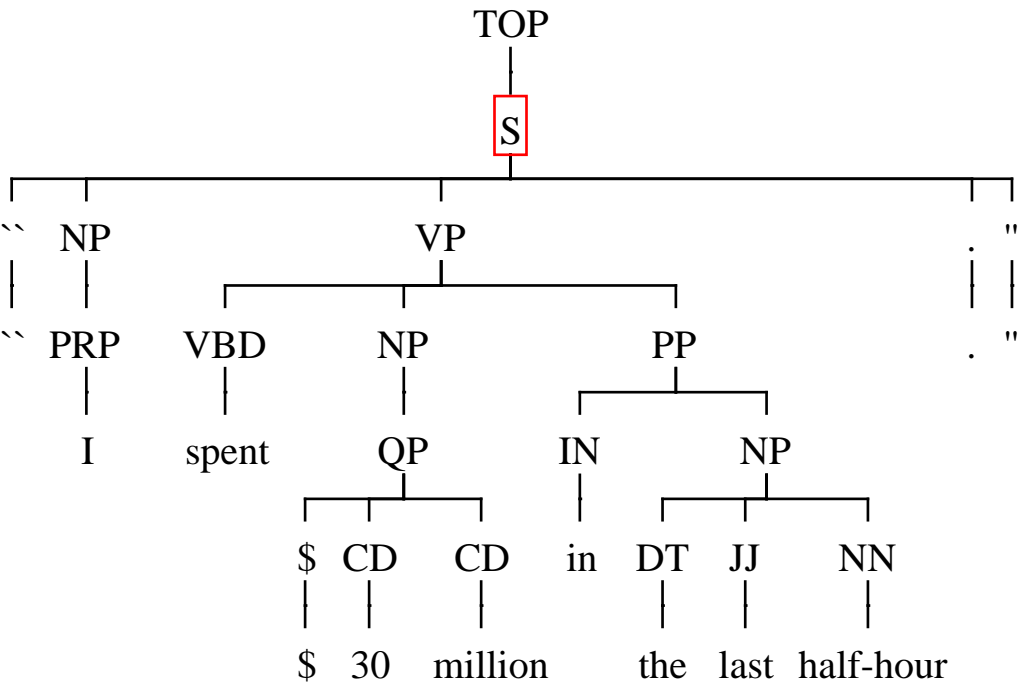 TOP
S
`` NP VP . "
`` PRP VBD NP PP . "
I spent QP IN NP
$ CD CD in DT JJ NN
$ 30 million the last half-hour